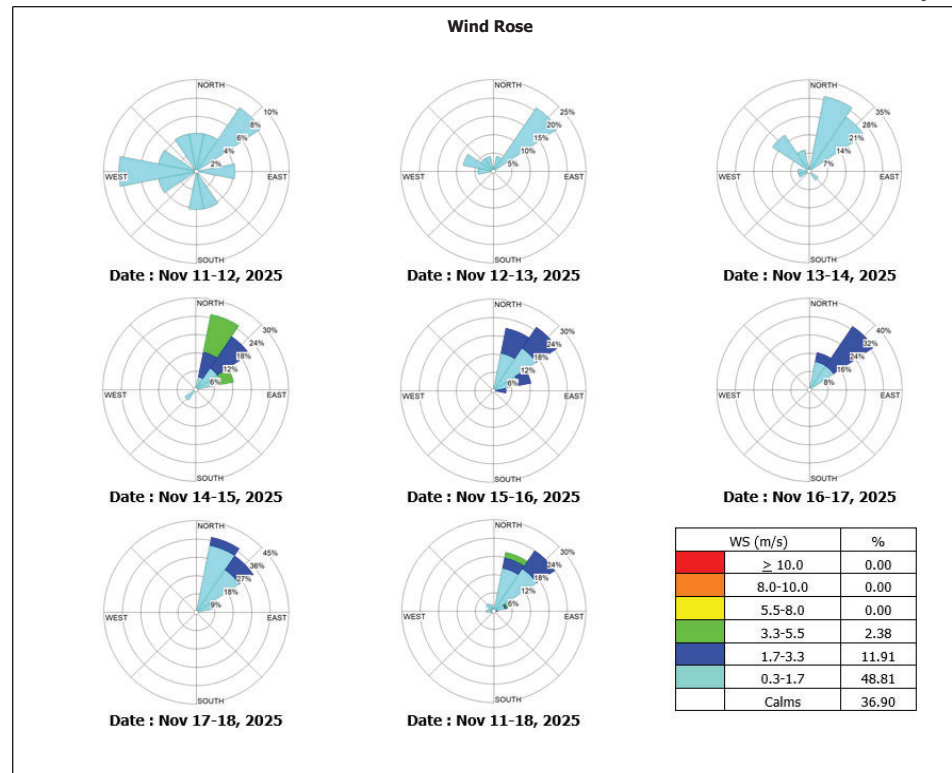 Wind Rose
NORTH
10%
8%
6%
4%
2%
WEST
EAST
SOUTH
Date : Nov 11-12, 2025
NORTH
25%
20%
15%
10%
5%
WEST
EAST
SOUTH
Date : Nov 12-13, 2025
NORTH
35%
28%
21%
14%
7%
WEST
EAST
SOUTH
Date : Nov 13-14, 2025
NORTH
30%
24%
18%
12%
6%
WEST
EAST
SOUTH
Date : Nov 14-15, 2025
NORTH
30%
24%
18%
12%
6%
WEST
EAST
SOUTH
Date : Nov 15-16, 2025
NORTH
40%
32%
24%
16%
8%
WEST
EAST
SOUTH
Date : Nov 16-17, 2025
NORTH
45%
36%
27%
18%
9%
WEST
EAST
SOUTH
Date : Nov 17-18, 2025
NORTH
30%
24%
18%
12%
6%
WEST
EAST
SOUTH
Date : Nov 11-18, 2025
WS (m/s) %
≥ 10.0 0.00
8.0-10.0 0.00
5.5-8.0 0.00
3.3-5.5 2.38
1.7-3.3 11.91
0.3-1.7 48.81
Calms 36.90